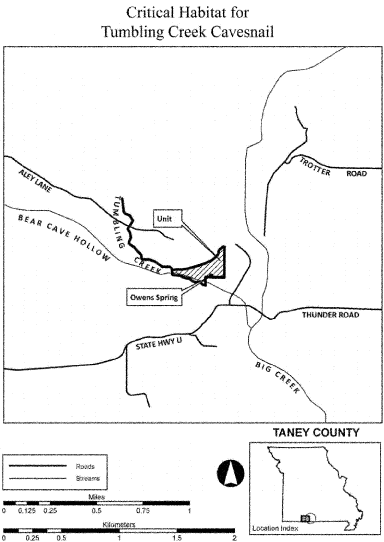 Critical Habitat for
Tumbling Creek Cavesnail
TROTTER ROAD
ALEY LANE
TUMBLING
CREEK
BEAR CAVE HOLLOW
Unit
Owens Spring
THUNDER ROAD
STATE HWY U
BIG CREEK
TANEY COUNTY
Roads
Streams
Miles
0 0.125 0.25 0.5 0.75 1
Kilometers
0 0.25 0.5 1 1.5 2
Location Index